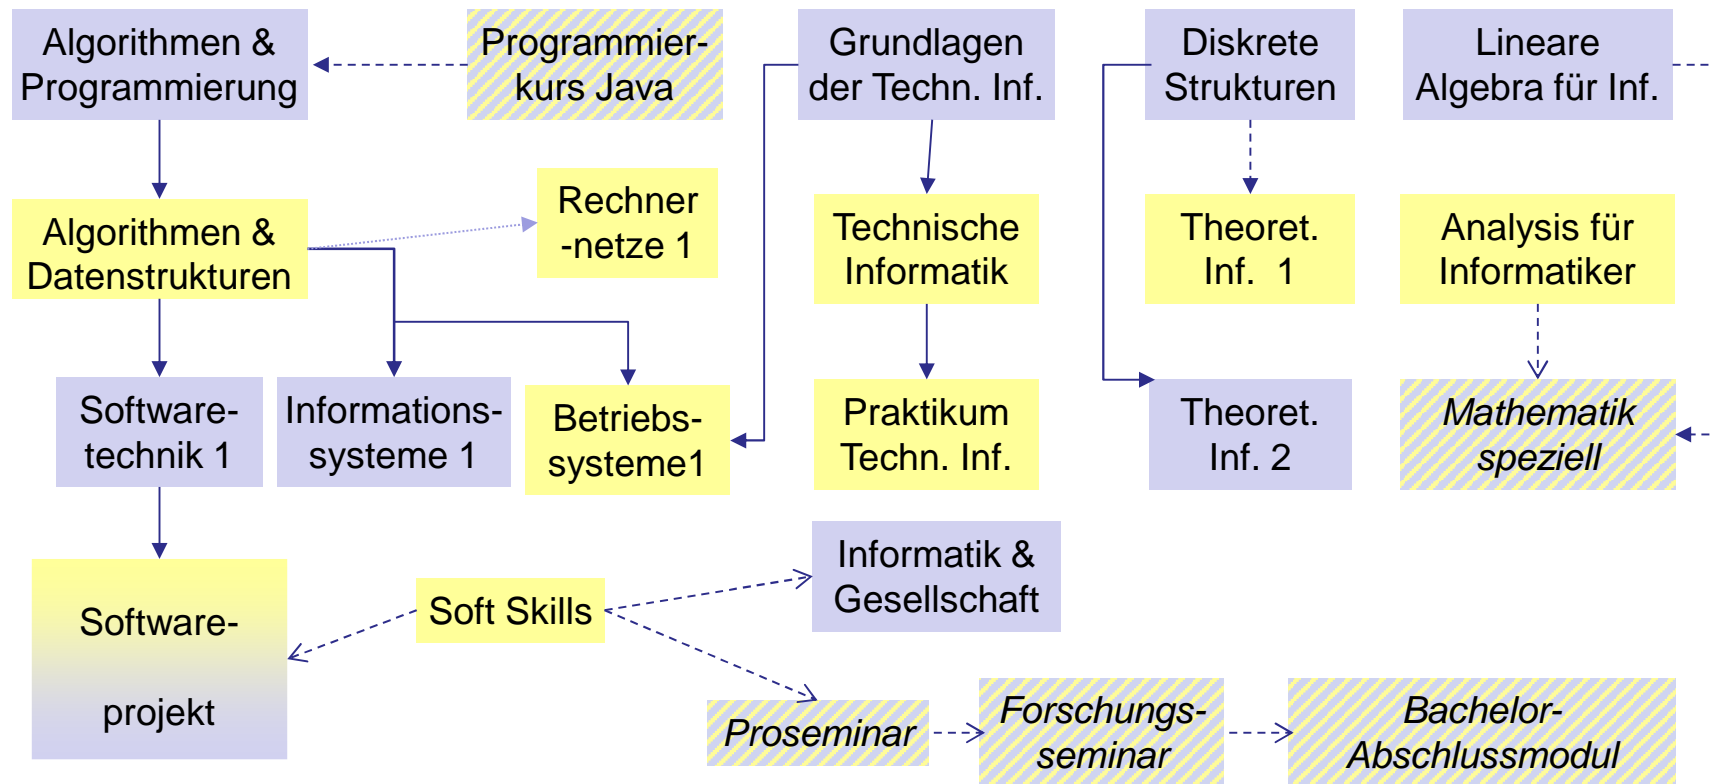 Algorithmen &
Programmierung
Programmier-
kurs Java
Grundlagen
der Techn. Inf.
Diskrete
Strukturen
Lineare
Algebra für Inf.
Algorithmen &
Datenstrukturen
Rechner
-netze 1
Technische
Informatik
Theoret.
Inf. 1
Analysis für
Informatiker
Software-
technik 1
Informations-
systeme 1
Betriebs-
systeme1
Praktikum
Techn. Inf.
Theoret.
Inf. 2
Mathematik
speziell
Software-
projekt
Soft Skills
Informatik &
Gesellschaft
Proseminar
Forschungs-
seminar
Bachelor-
Abschlussmodul